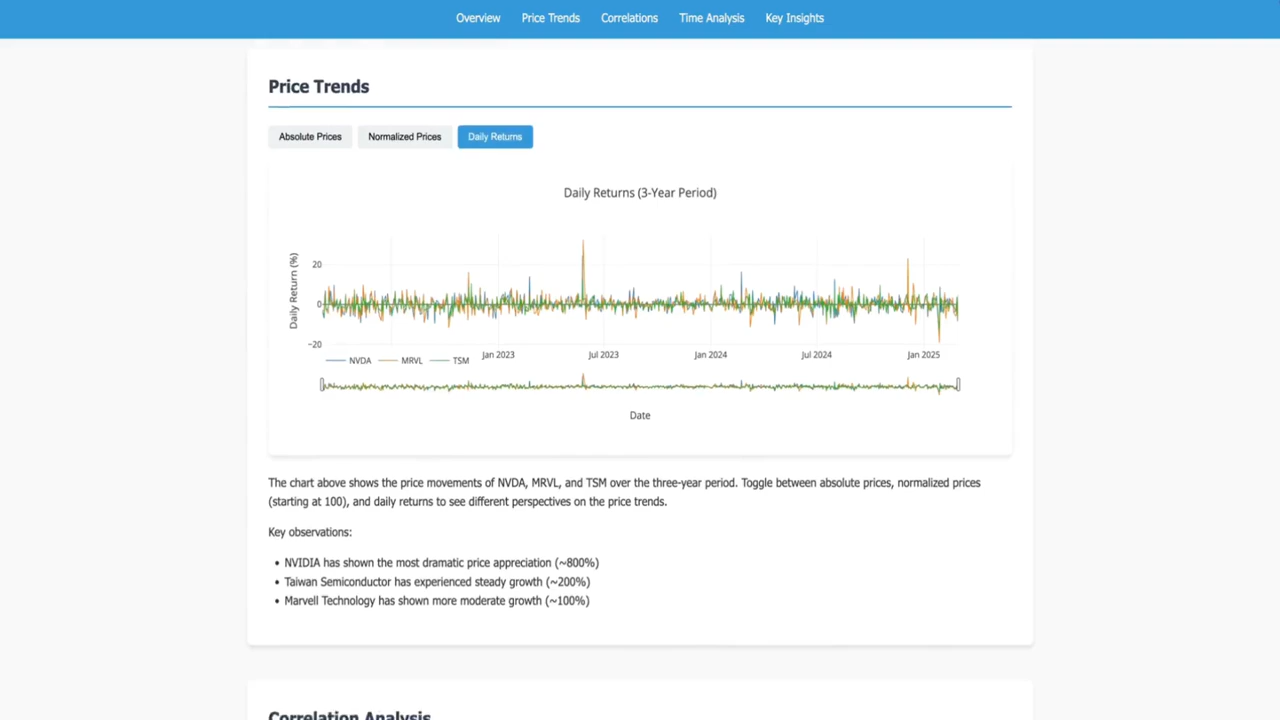 Overview Price Trends Correlations Time Analysis Key Insights
Price Trends
Absolute Prices Normalized Prices Daily Returns
Daily Returns (3-Year Period)
Daily Return (%)
20
0
−20
Jan 2023 Jul 2023 Jan 2024 Jul 2024 Jan 2025
NVDA MRVL TSM
Date
The chart above shows the price movements of NVDA, MRVL, and TSM over the three-year period. Toggle between absolute prices, normalized prices
(starting at 100), and daily returns to see different perspectives on the price trends.
Key observations:
• NVIDIA has shown the most dramatic price appreciation (~800%)
• Taiwan Semiconductor has experienced steady growth (~200%)
• Marvell Technology has shown more moderate growth (~100%)
Correlation Analysis